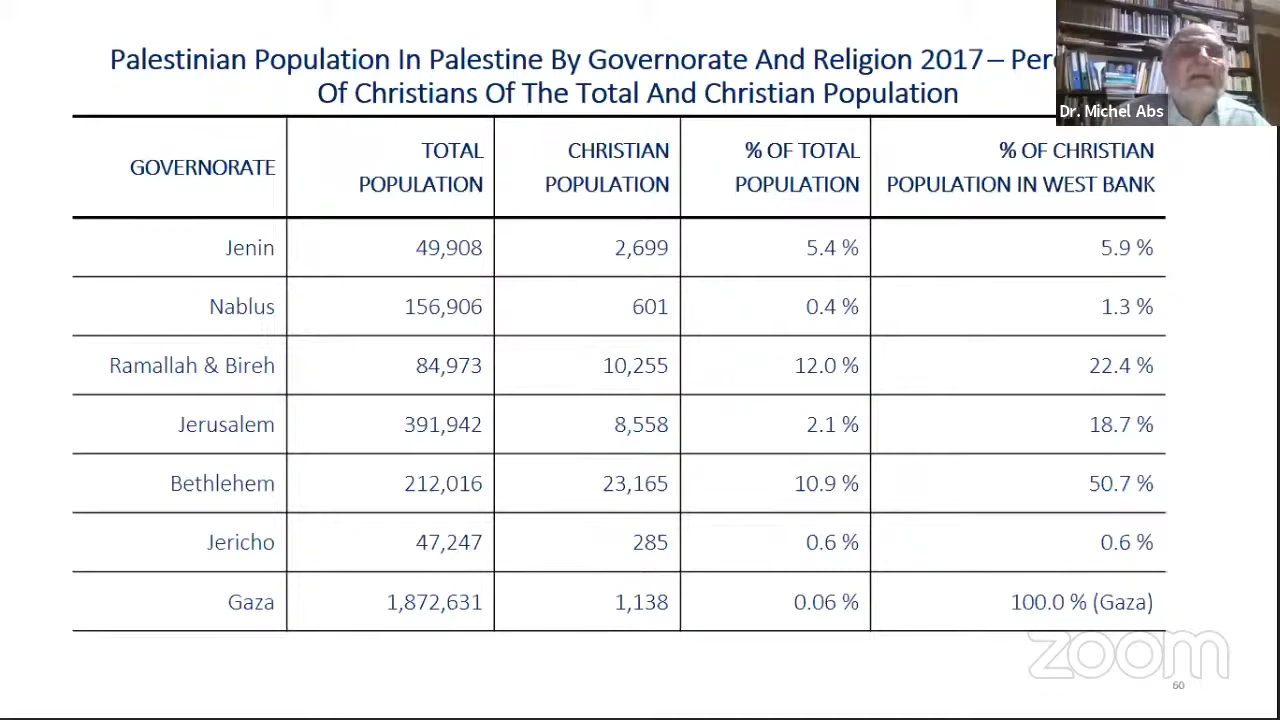 Palestinian Population In Palestine By Governorate And Religion 2017 – Per
Of Christians Of The Total And Christian Population
Dr. Michel Abs
GOVERNORATE TOTAL POPULATION CHRISTIAN POPULATION % OF TOTAL POPULATION % OF CHRISTIAN POPULATION IN WEST BANK
Jenin 49,908 2,699 5.4 % 5.9 %
Nablus 156,906 601 0.4 % 1.3 %
Ramallah & Bireh 84,973 10,255 12.0 % 22.4 %
Jerusalem 391,942 8,558 2.1 % 18.7 %
Bethlehem 212,016 23,165 10.9 % 50.7 %
Jericho 47,247 285 0.6 % 0.6 %
Gaza 1,872,631 1,138 0.06 % 100.0 % (Gaza)
zoom
60